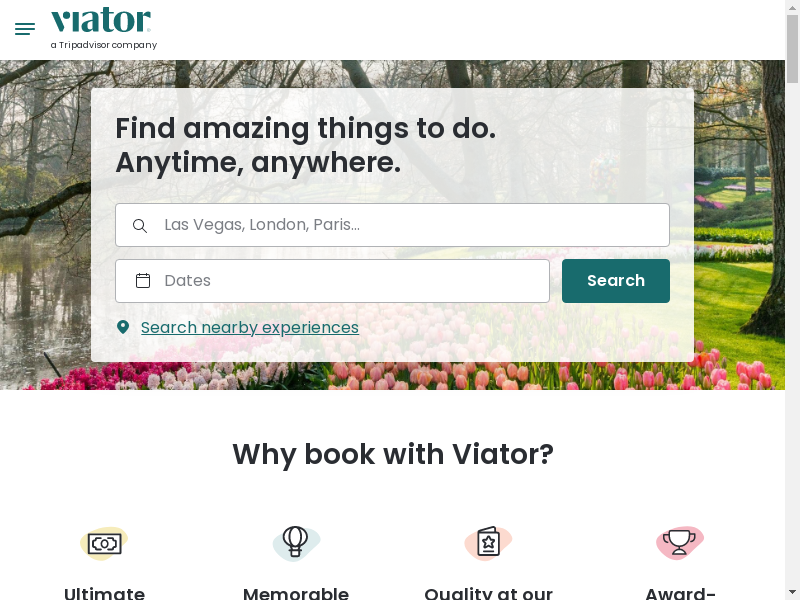 viator
a Tripadvisor company
Find amazing things to do.
Anytime, anywhere.
Las Vegas, London, Paris...
Dates
Search
Search nearby experiences
Why book with Viator?
Ultimate
Memorable
Quality at our
Award-